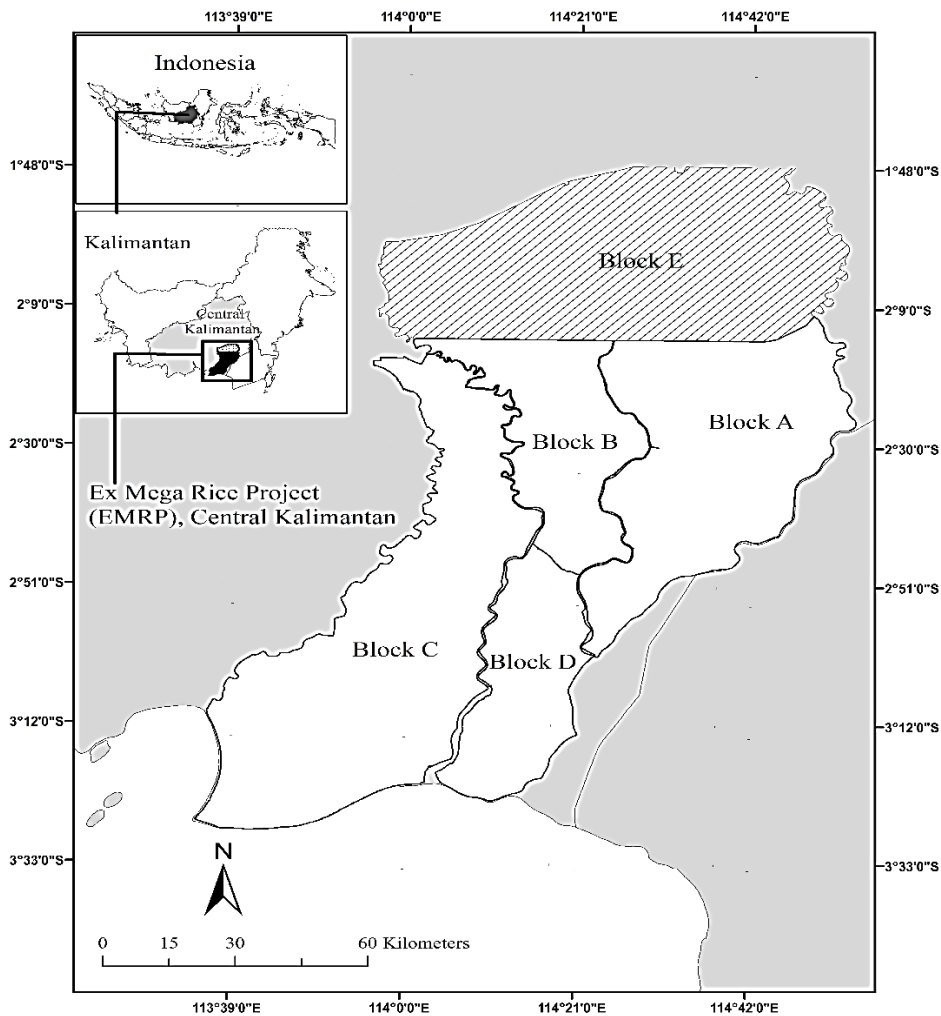 113°39'0"E 114°0'0"E 114°21'0"E 114°42'0"E
Indonesia
1°48'0"S
1°48'0"S
Kalimantan
Block E
2°9'0"S
2°9'0"S
Central
Kalimantan
Block A
Block B
2°30'0"S
2°30'0"S
Ex Mega Rice Project
(EMRP), Central Kalimantan
2°51'0"S
2°51'0"S
Block C
Block D
3°12'0"S
3°12'0"S
N
3°33'0"S
3°33'0"S
0 15 30 60 Kilometers
113°39'0"E 114°0'0"E 114°21'0"E 114°42'0"E